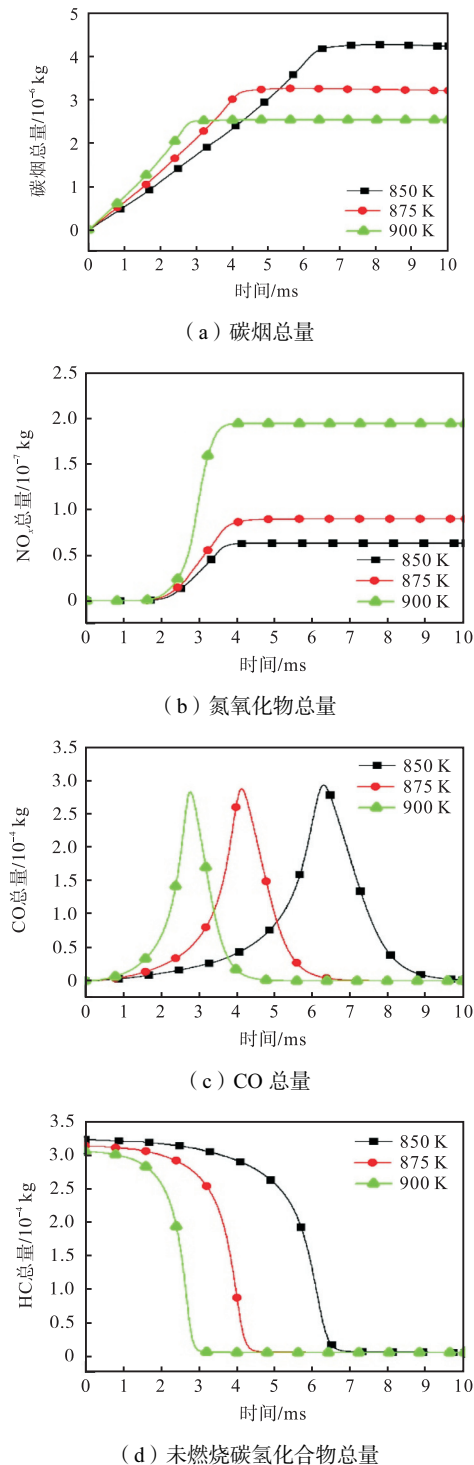 碳烟总量/10⁻⁶ kg
5
4
3
2
1
0
850 K
875 K
900 K
0 1 2 3 4 5 6 7 8 9 10
时间/ms
（a）碳烟总量
NOₓ总量/10⁻⁷ kg
2.5
2.0
1.5
1.0
0.5
0
850 K
875 K
900 K
0 1 2 3 4 5 6 7 8 9 10
时间/ms
（b）氮氧化物总量
CO总量/10⁻⁴ kg
3.5
3.0
2.5
2.0
1.5
1.0
0.5
0
850 K
875 K
900 K
0 1 2 3 4 5 6 7 8 9 10
时间/ms
（c）CO 总量
HC总量/10⁻⁴ kg
3.5
3.0
2.5
2.0
1.5
1.0
0.5
0
850 K
875 K
900 K
0 1 2 3 4 5 6 7 8 9 10
时间/ms
（d）未燃烧碳氢化合物总量